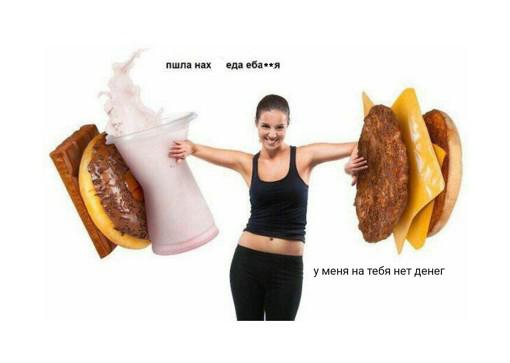 пшла нах еда еба**я
у меня на тебя нет денег